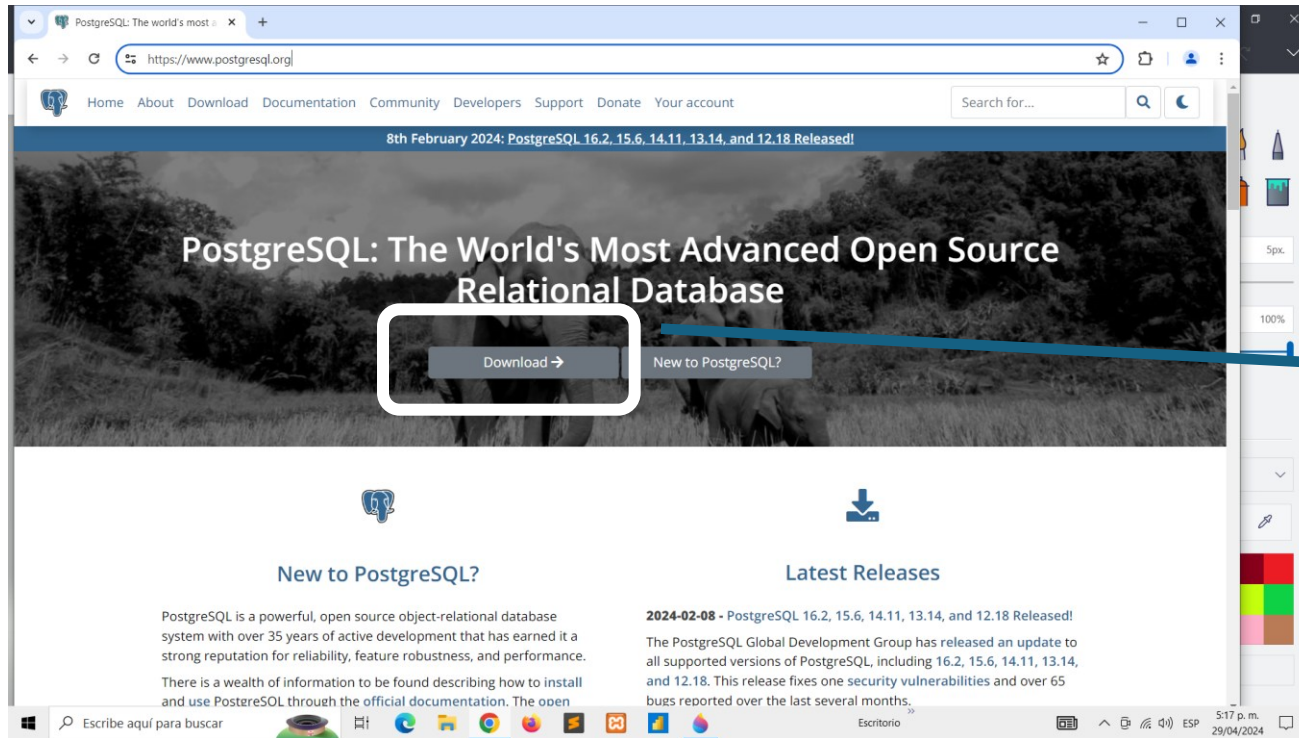 PostgreSQL: The world's most a
https://www.postgresql.org
Home About Download Documentation Community Developers Support Donate Your account
Search for...
8th February 2024: PostgreSQL 16.2, 15.6, 14.11, 13.14, and 12.18 Released!
PostgreSQL: The World's Most Advanced Open Source
Relational Database
Download →
New to PostgreSQL?
5px.
100%
New to PostgreSQL?
PostgreSQL is a powerful, open source object-relational database
system with over 35 years of active development that has earned it a
strong reputation for reliability, feature robustness, and performance.
There is a wealth of information to be found describing how to install
and use PostgreSQL through the official documentation. The open
Latest Releases
2024-02-08 - PostgreSQL 16.2, 15.6, 14.11, 13.14, and 12.18 Released!
The PostgreSQL Global Development Group has released an update to
all supported versions of PostgreSQL, including 16.2, 15.6, 14.11, 13.14,
and 12.18. This release fixes one security vulnerabilities and over 65
bugs reported over the last several months.
Escribe aquí para buscar
Escritorio
ESP
5:17 p. m.
29/04/2024